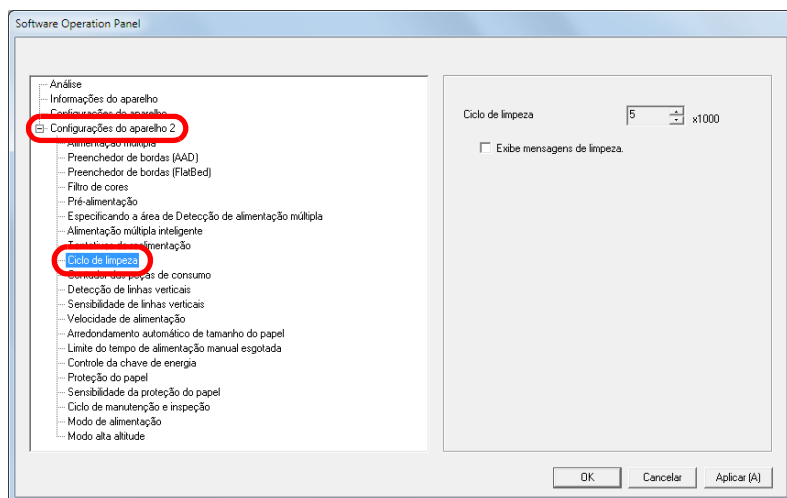 Software Operation Panel
Análise
Informações do aparelho
Configurações do aparelho
Configurações do aparelho 2
Alimentação múltipla
Preenchedor de bordas (AAD)
Preenchedor de bordas (FlatBed)
Filtro de cores
Pré-alimentação
Especificando a área de Detecção de alimentação múltipla
Alimentação múltipla inteligente
Tentativas de realimentação
Ciclo de limpeza
Contador das peças de consumo
Detecção de linhas verticais
Sensibilidade de linhas verticais
Velocidade de alimentação
Arredondamento automático de tamanho do papel
Limite do tempo de alimentação manual esgotada
Controle da chave de energia
Proteção do papel
Sensibilidade da proteção do papel
Ciclo de manutenção e inspeção
Modo de alimentação
Modo alta altitude
Ciclo de limpeza 5 x1000
Exibe mensagens de limpeza.
OK Cancelar Aplicar (A)